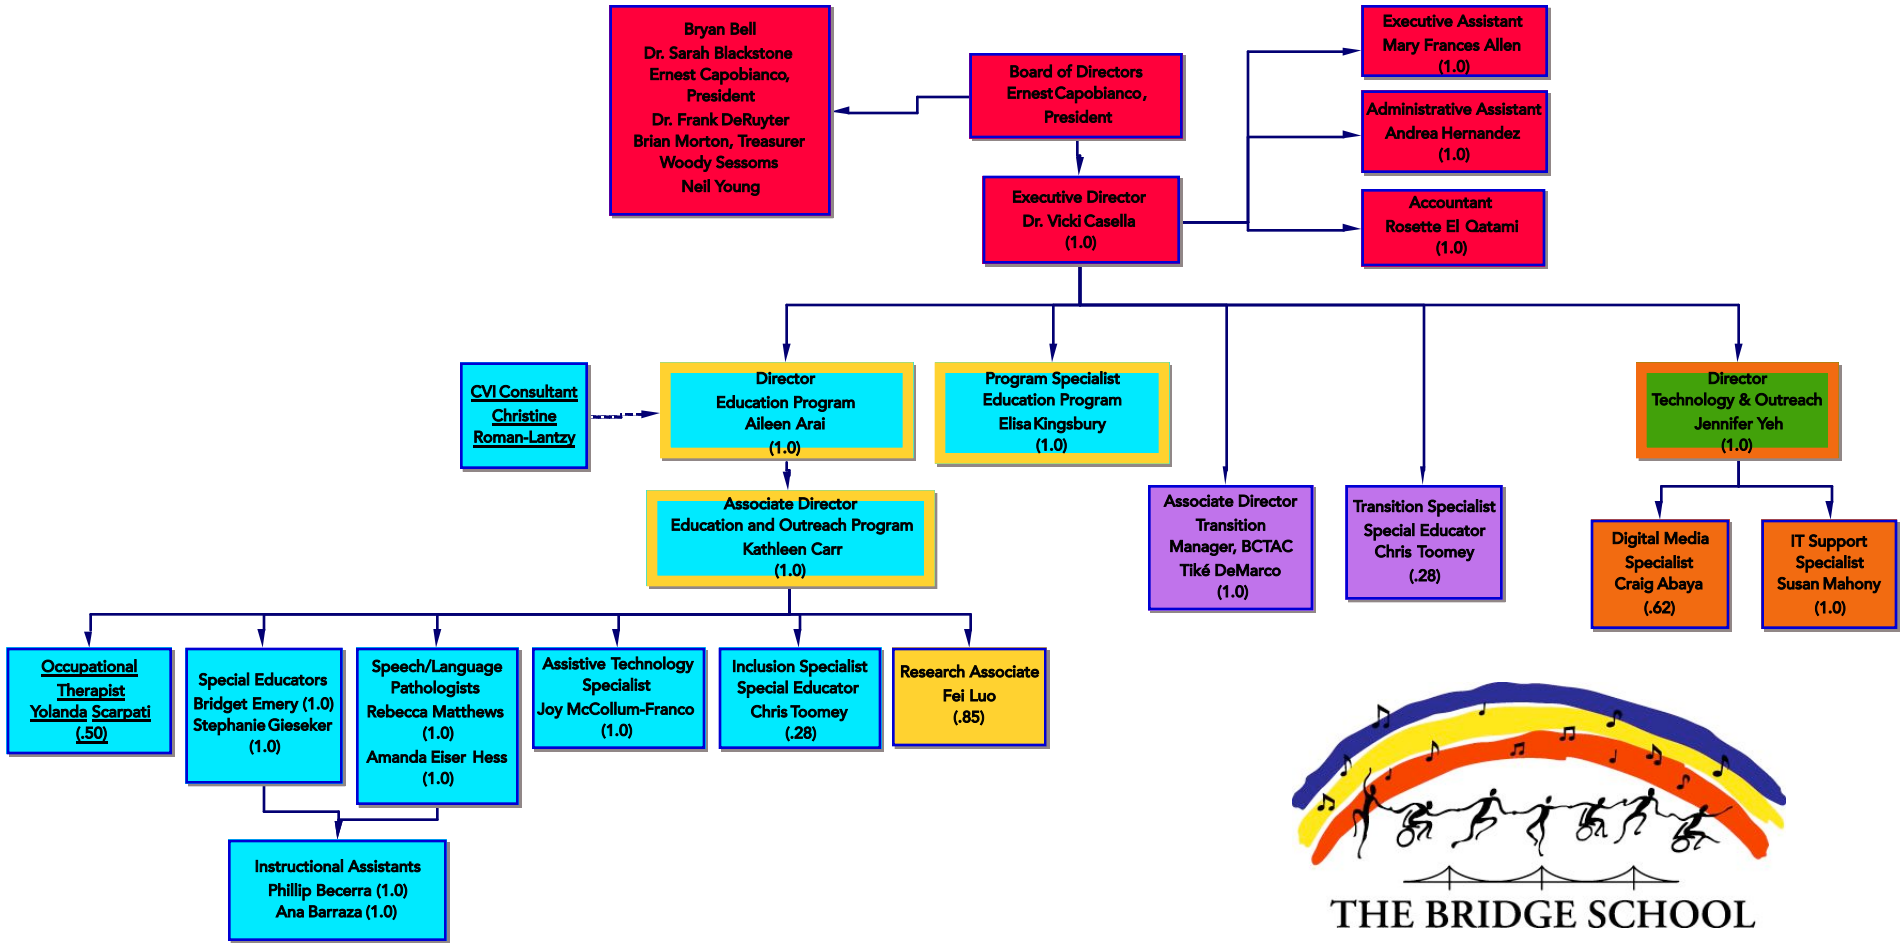 Bryan Bell
Dr. Sarah Blackstone
Ernest Capobianco,
President
Dr. Frank DeRuyter
Brian Morton, Treasurer
Woody Sessoms
Neil Young
Board of Directors
Ernest Capobianco,
President
Executive Assistant
Mary Frances Allen
(1.0)
Administrative Assistant
Andrea Hernandez
(1.0)
Executive Director
Dr. Vicki Casella
(1.0)
Accountant
Rosette El Qatami
(1.0)
CVI Consultant
Christine
Roman-Lantzy
Director
Education Program
Aileen Arai
(1.0)
Program Specialist
Education Program
Elisa Kingsbury
(1.0)
Director
Technology & Outreach
Jennifer Yeh
(1.0)
Associate Director
Education and Outreach Program
Kathleen Carr
(1.0)
Associate Director
Transition
Manager, BCTAC
Tiké DeMarco
(1.0)
Transition Specialist
Special Educator
Chris Toomey
(.28)
Digital Media
Specialist
Craig Abaya
(.62)
IT Support
Specialist
Susan Mahony
(1.0)
Occupational
Therapist
Yolanda Scarpati
(.50)
Special Educators
Bridget Emery (1.0)
Stephanie Gieseker
(1.0)
Speech/Language
Pathologists
Rebecca Matthews
(1.0)
Amanda Eiser Hess
(1.0)
Assistive Technology
Specialist
Joy McCollum-Franco
(1.0)
Inclusion Specialist
Special Educator
Chris Toomey
(.28)
Research Associate
Fei Luo
(.85)
Instructional Assistants
Phillip Becerra (1.0)
Ana Barraza (1.0)
THE BRIDGE SCHOOL